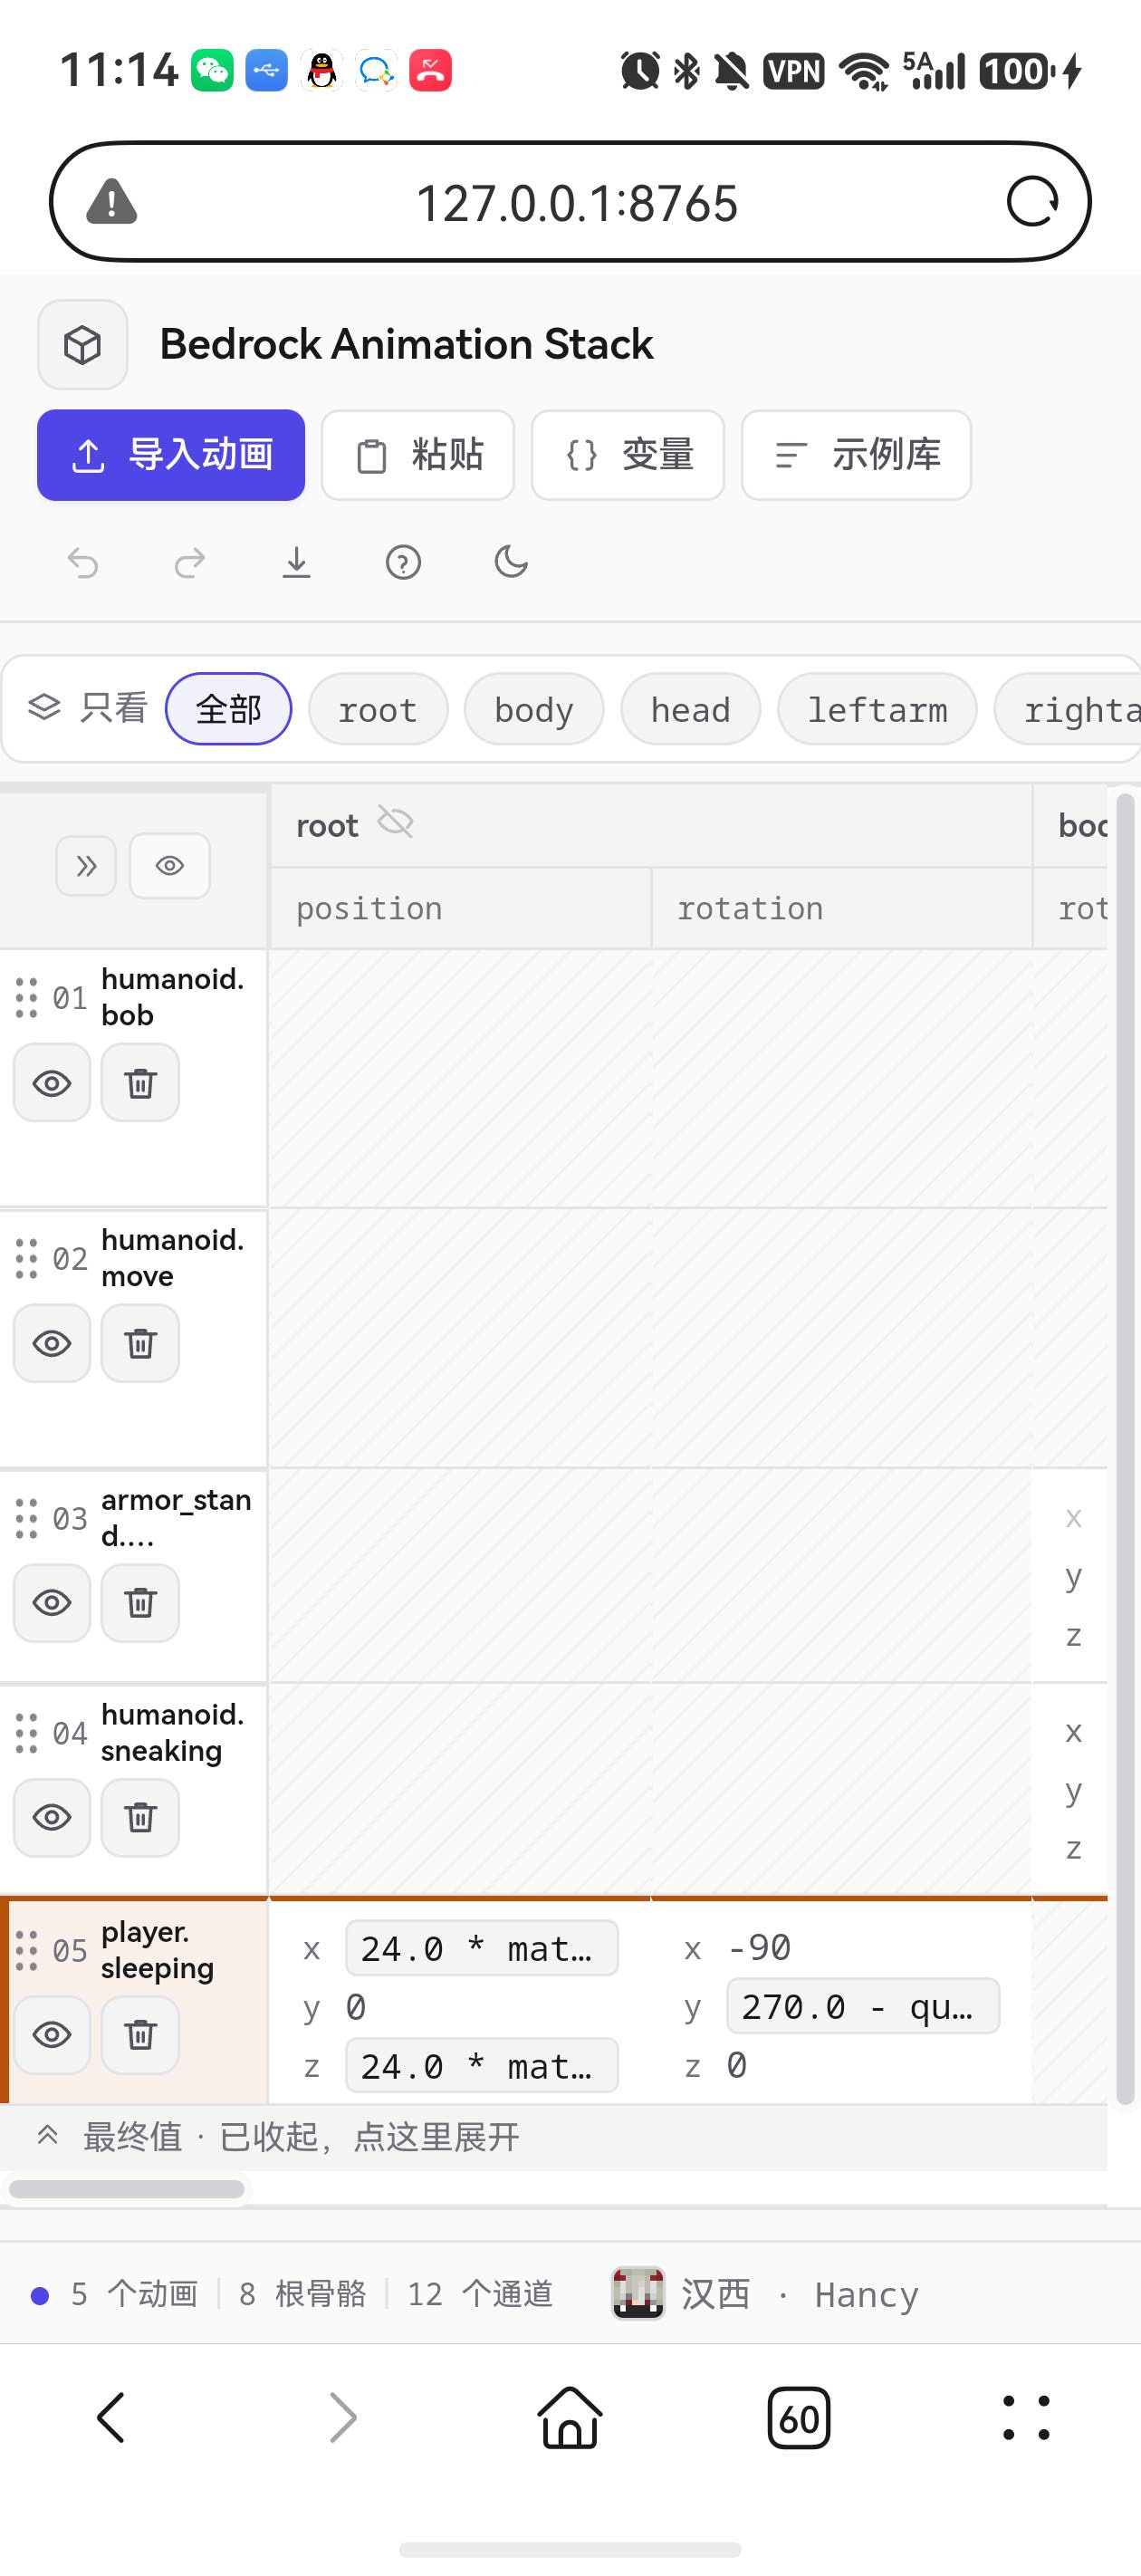 11:14 VPN 5A 100
127.0.0.1:8765
Bedrock Animation Stack
导入动画 粘贴 {} 变量 示例库
只看 全部 root body head leftarm righta
root boc
position rotation rot
01 humanoid.
bob
02 humanoid.
move
03 armor_stan
d.…
x
y
z
04 humanoid.
sneaking
x
y
z
05 player.
sleeping
x 24.0 * mat… x -90
y 0 y 270.0 - qu…
z 24.0 * mat… z 0
最终值 · 已收起，点这里展开
5 个动画 8 根骨骼 12 个通道 汉西 · Hancy
60